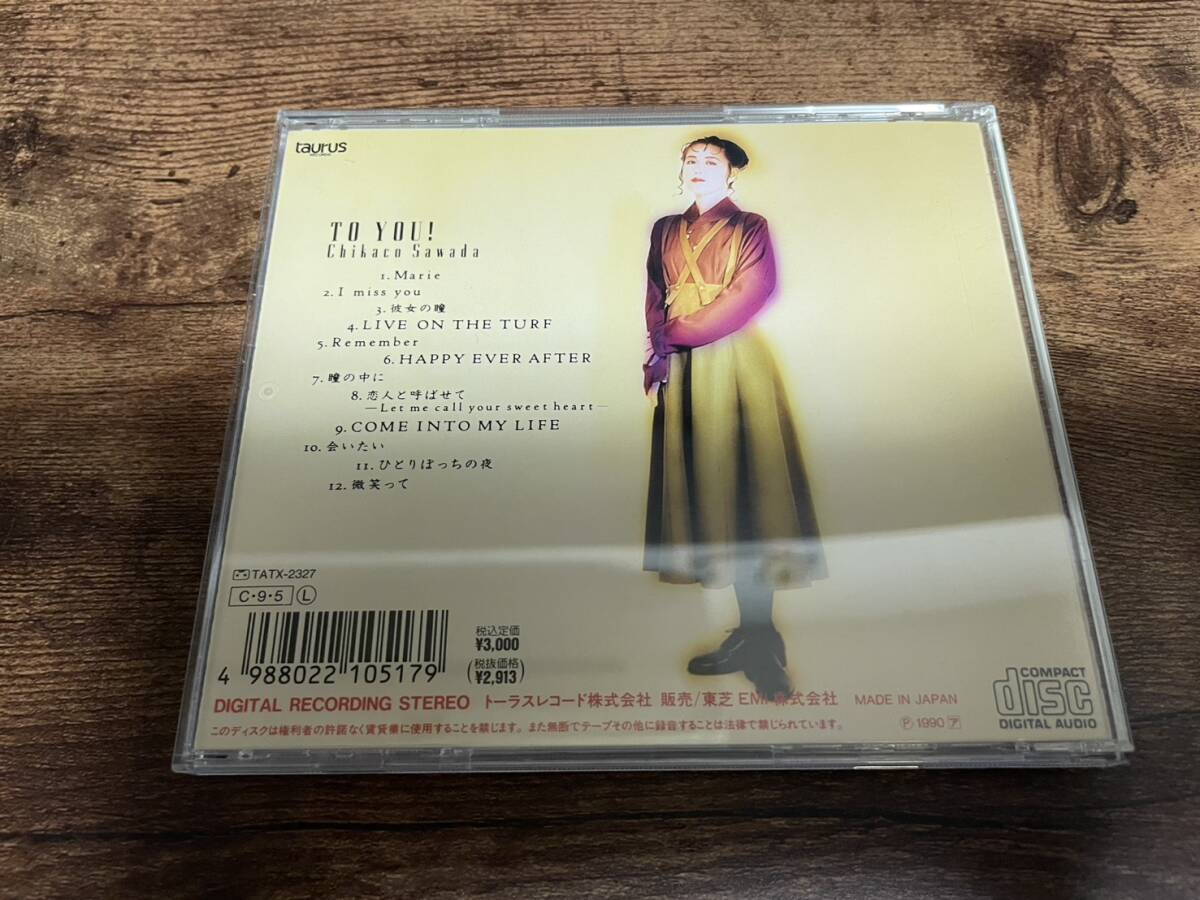 taurus
TO YOU!
Chikaco Sawada
1. Marie
2. I miss you
3. 彼女の瞳
4. LIVE ON THE TURF
5. Remember
6. HAPPY EVER AFTER
7. 瞳の中に
8. 恋人と呼ばせて
—Let me call your sweet heart—
9. COME INTO MY LIFE
10. 会いたい
11. ひとりぼっちの夜
12. 微笑って
TATX-2327
C・9・5 L
税込定価
¥3,000
(税抜価格)
¥2,913
4 988022 105179
DIGITAL RECORDING STEREO トーラスレコード株式会社 販売/東芝EMI株式会社 MADE IN JAPAN
このディスクは権利者の許諾なく賃貸業に使用することを禁じます。また無断でテープその他に録音することは法律で禁じられています。
Ⓟ1990 ア
COMPACT
disc
DIGITAL AUDIO